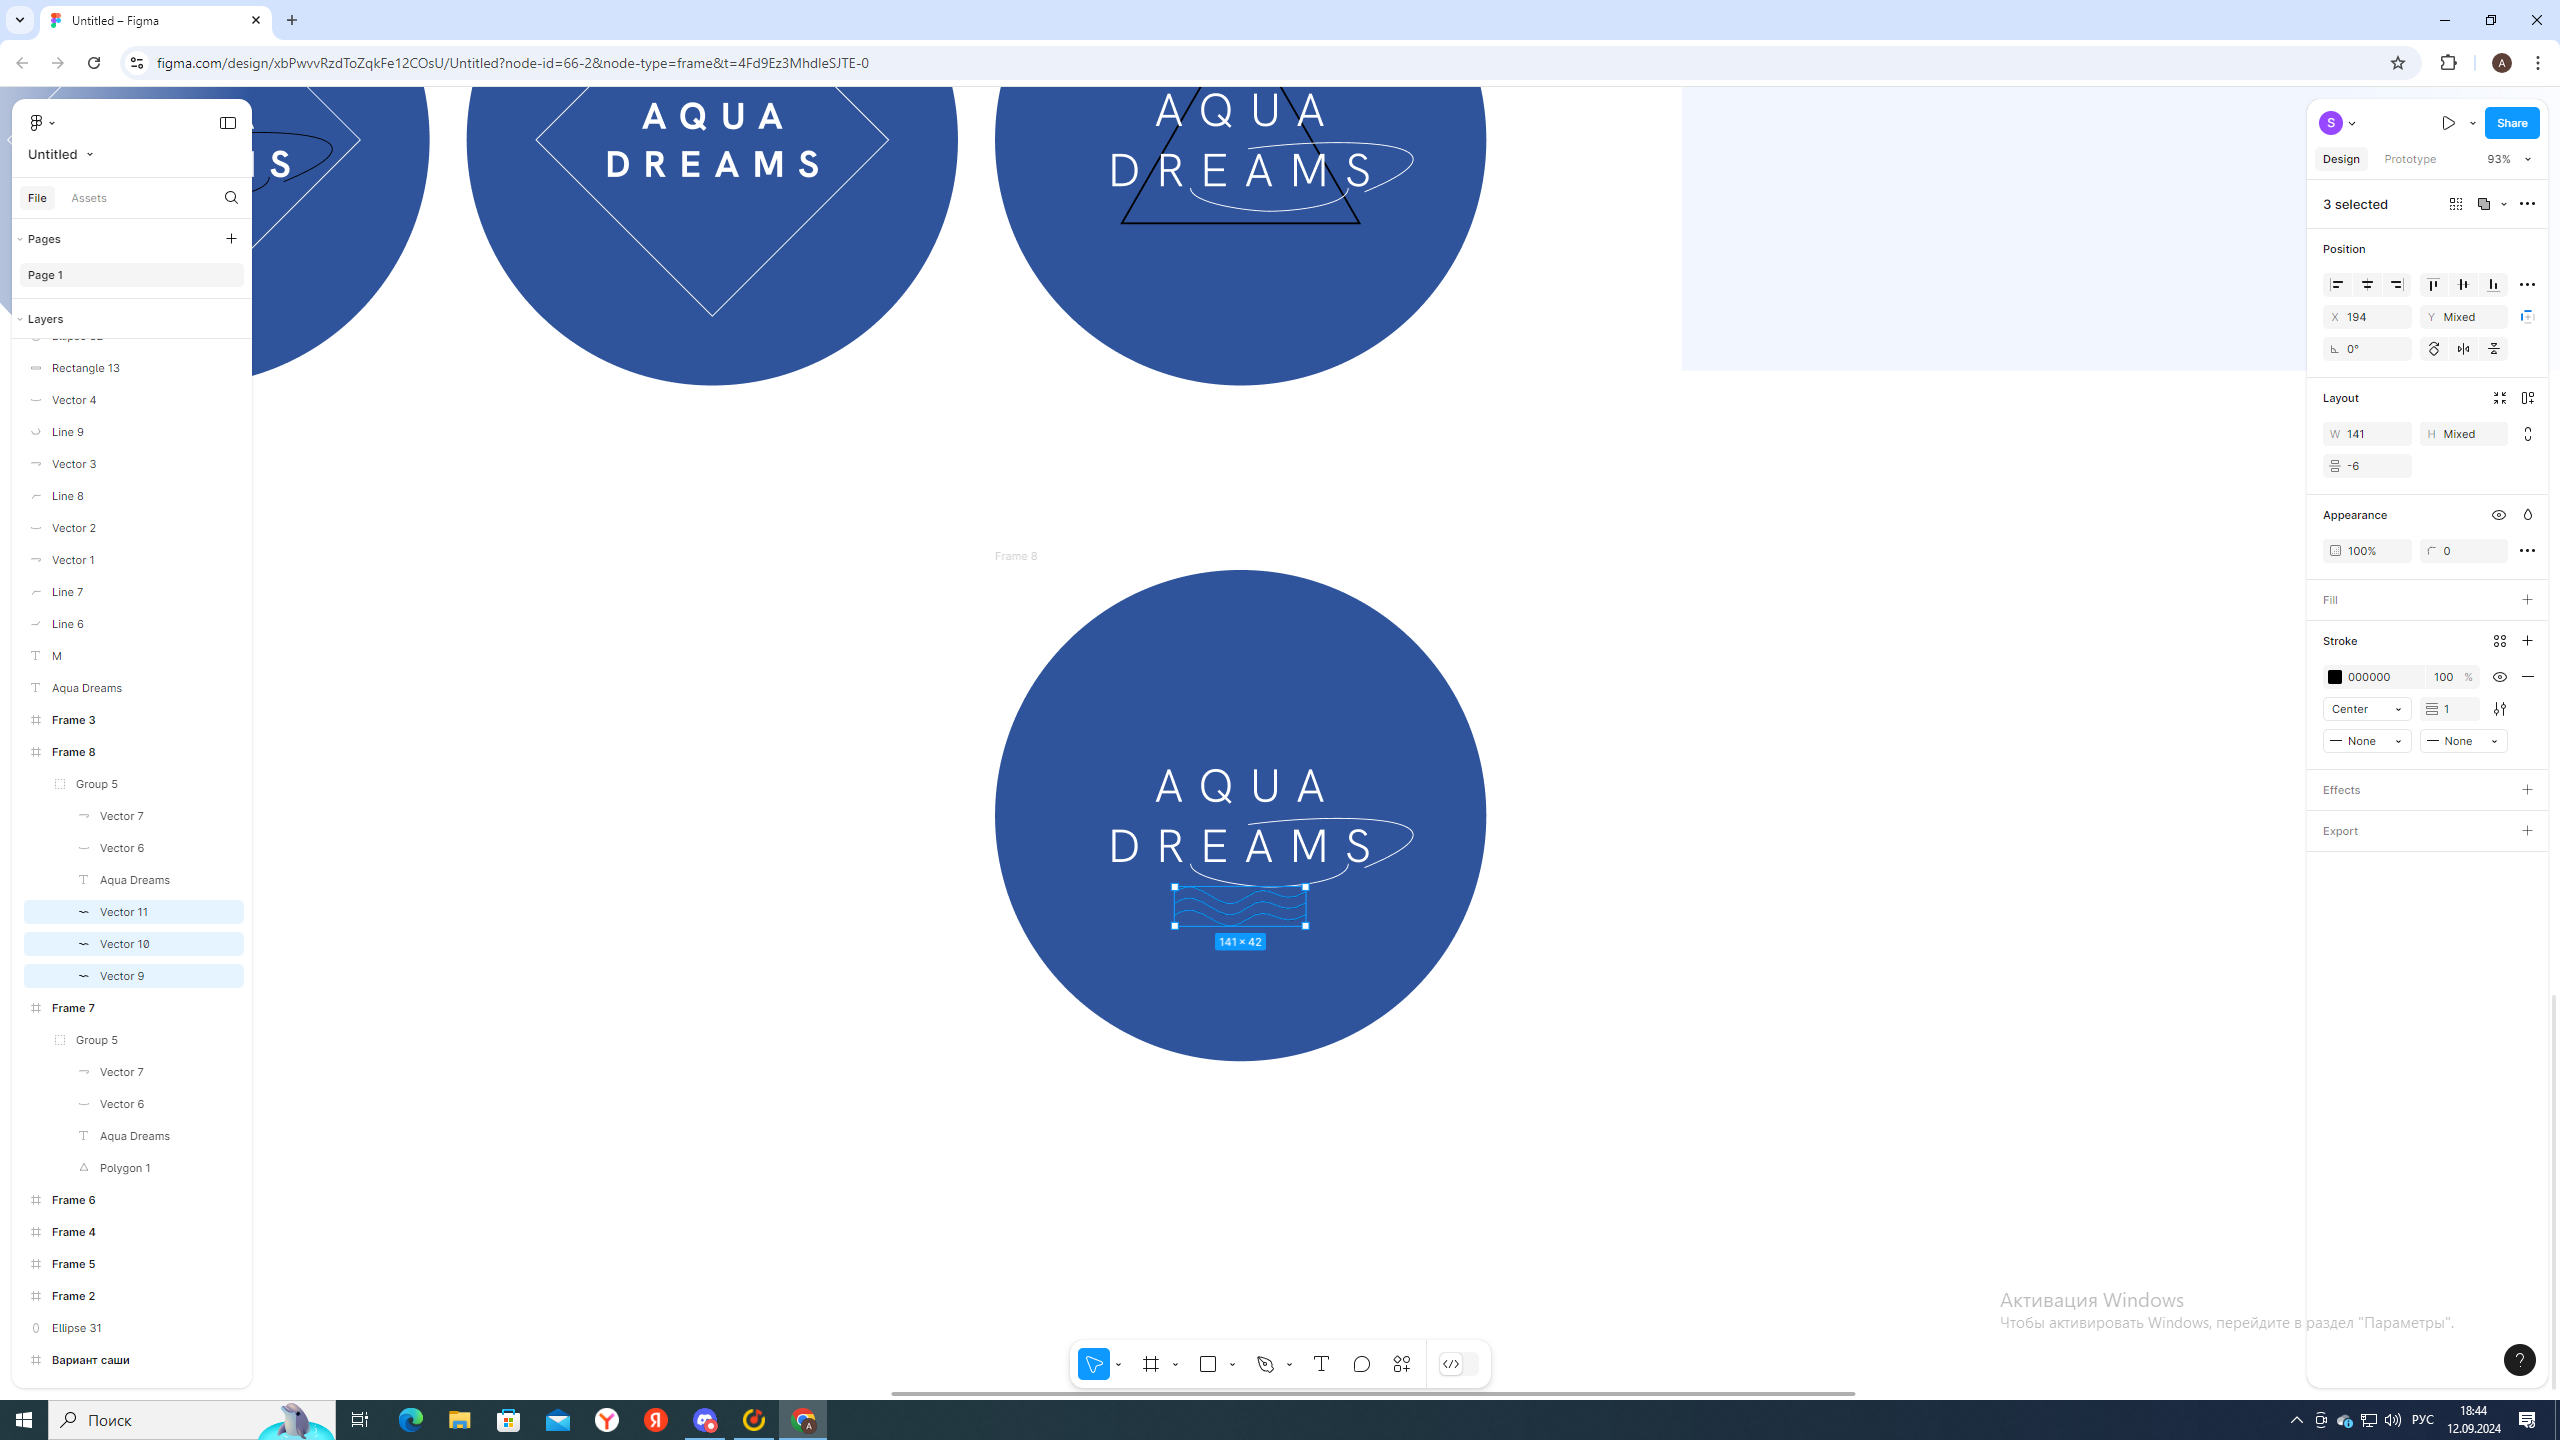 Untitled – Figma
figma.com/design/xbPwvvRzdToZqkFe12COsU/Untitled?node-id=66-2&node-type=frame&t=4Fd9Ez3MhdleSJTE-0
A
Untitled
File
Assets
Pages
Page 1
Layers
Rectangle 13
Vector 4
Line 9
Vector 3
Line 8
Vector 2
Vector 1
Line 7
Line 6
M
Aqua Dreams
Frame 3
Frame 8
Group 5
Vector 7
Vector 6
Aqua Dreams
Vector 11
Vector 10
Vector 9
Frame 7
Group 5
Vector 7
Vector 6
Aqua Dreams
Polygon 1
Frame 6
Frame 4
Frame 5
Frame 2
Ellipse 31
Вариант саши
M S
AQUA
DREAMS
AQUA
DREAMS
Frame 8
AQUA
DREAMS
141 × 42
S
Share
Design
Prototype
93%
3 selected
Position
X 194
Y Mixed
0°
Layout
W 141
H Mixed
-6
Appearance
100%
0
Fill
Stroke
000000
100 %
Center
1
None
None
Effects
Export
Активация Windows
Чтобы активировать Windows, перейдите в раздел "Параметры".
?
Поиск
РУС
18:44
12.09.2024